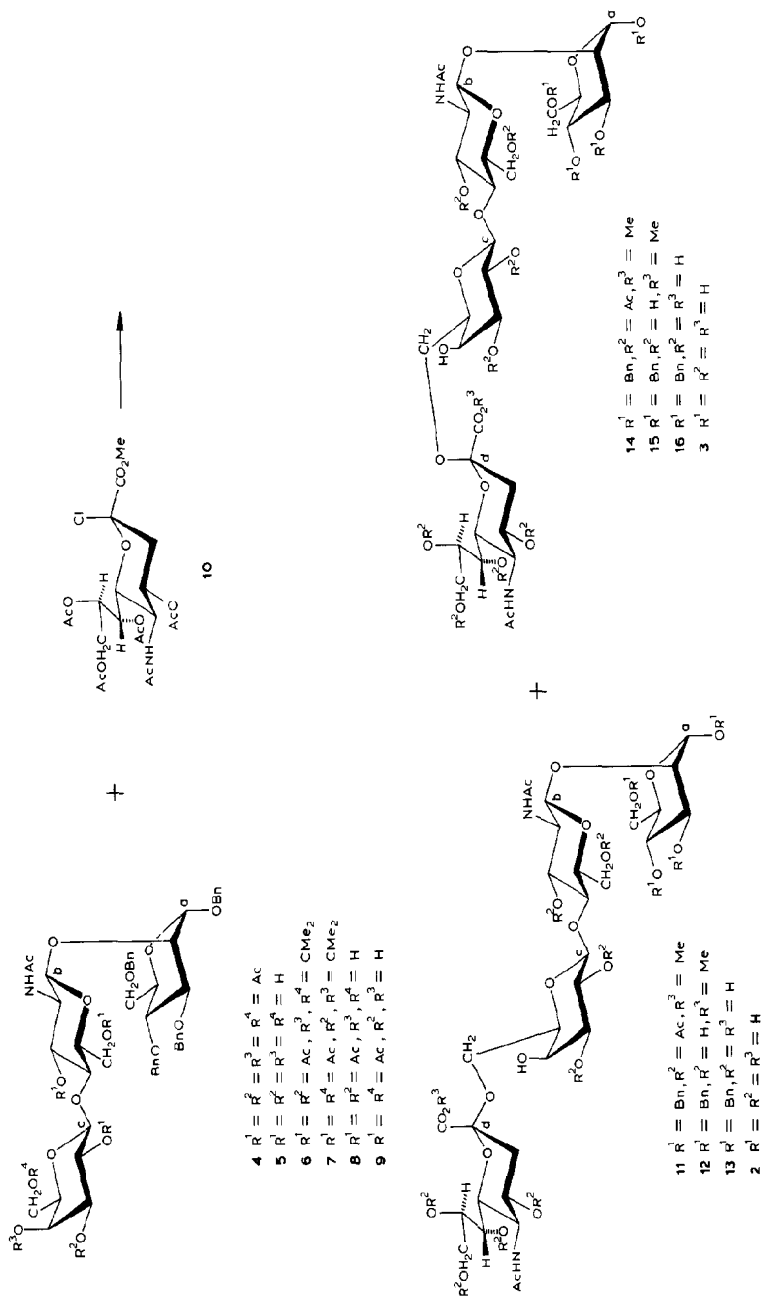 R³O
CH₂OR⁴
O
c
R²O
OR¹
O
R¹O
CH₂OR¹
O
NHAc
b
O
CH₂OBn
O
BnO
BnO
a
OBn
4 R¹ = R² = R³ = R⁴ = Ac
5 R¹ = R² = R³ = R⁴ = H
6 R¹ = R² = Ac, R³, R⁴ = CMe₂
7 R¹ = R⁴ = Ac, R², R³ = CMe₂
8 R¹ = R² = Ac, R³, R⁴ = H
9 R¹ = R⁴ = Ac, R², R³ = H
+
AcO
AcOH₂C
H
H
OAc
AcHN
AcO
O
Cl
CO₂Me
10
OR²
R²OH₂C
H
H
R²O
AcHN
OR²
O
CO₂R³
d
O
CH₂
HO
O
c
R²O
OR²
O
R²O
CH₂OR²
O
NHAc
b
O
CH₂OR¹
O
R¹O
R¹O
a
OR¹
11 R¹ = Bn, R² = Ac, R³ = Me
12 R¹ = Bn, R² = H, R³ = Me
13 R¹ = Bn, R² = R³ = H
2 R¹ = R² = R³ = H
+
OR²
R²OH₂C
H
H
R²O
AcHN
OR²
O
O
d
CO₂R³
CH₂
HO
O
c
R²O
R²O
O
R²O
CH₂OR²
O
NHAc
b
O
H₂COR¹
O
R¹O
R¹O
a
O
R¹
14 R¹ = Bn, R² = Ac, R³ = Me
15 R¹ = Bn, R² = H, R³ = Me
16 R¹ = Bn, R² = R³ = H
3 R¹ = R² = R³ = H